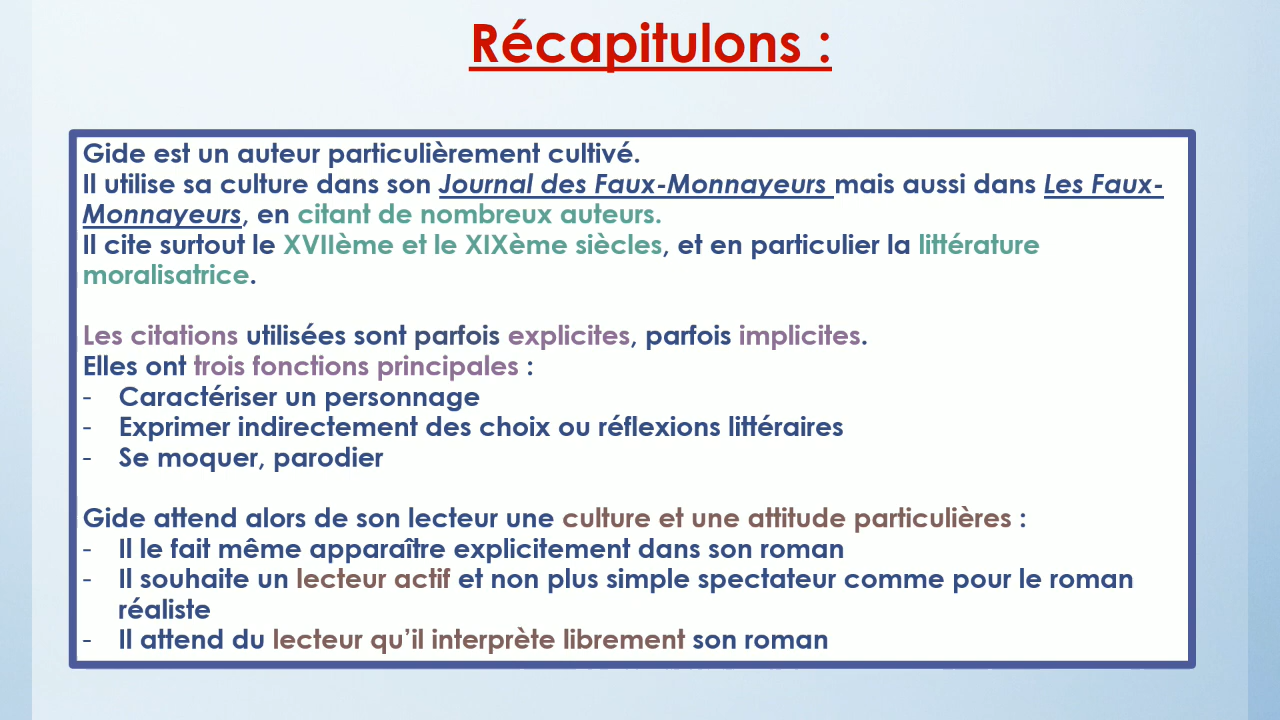 Récapitulons :
Gide est un auteur particulièrement cultivé.
Il utilise sa culture dans son Journal des Faux-Monnayeurs mais aussi dans Les Faux-
Monnayeurs, en citant de nombreux auteurs.
Il cite surtout le XVIIème et le XIXème siècles, et en particulier la littérature
moralisatrice.
Les citations utilisées sont parfois explicites, parfois implicites.
Elles ont trois fonctions principales :
- Caractériser un personnage
- Exprimer indirectement des choix ou réflexions littéraires
- Se moquer, parodier
Gide attend alors de son lecteur une culture et une attitude particulières :
- Il le fait même apparaître explicitement dans son roman
- Il souhaite un lecteur actif et non plus simple spectateur comme pour le roman
réaliste
- Il attend du lecteur qu’il interprète librement son roman